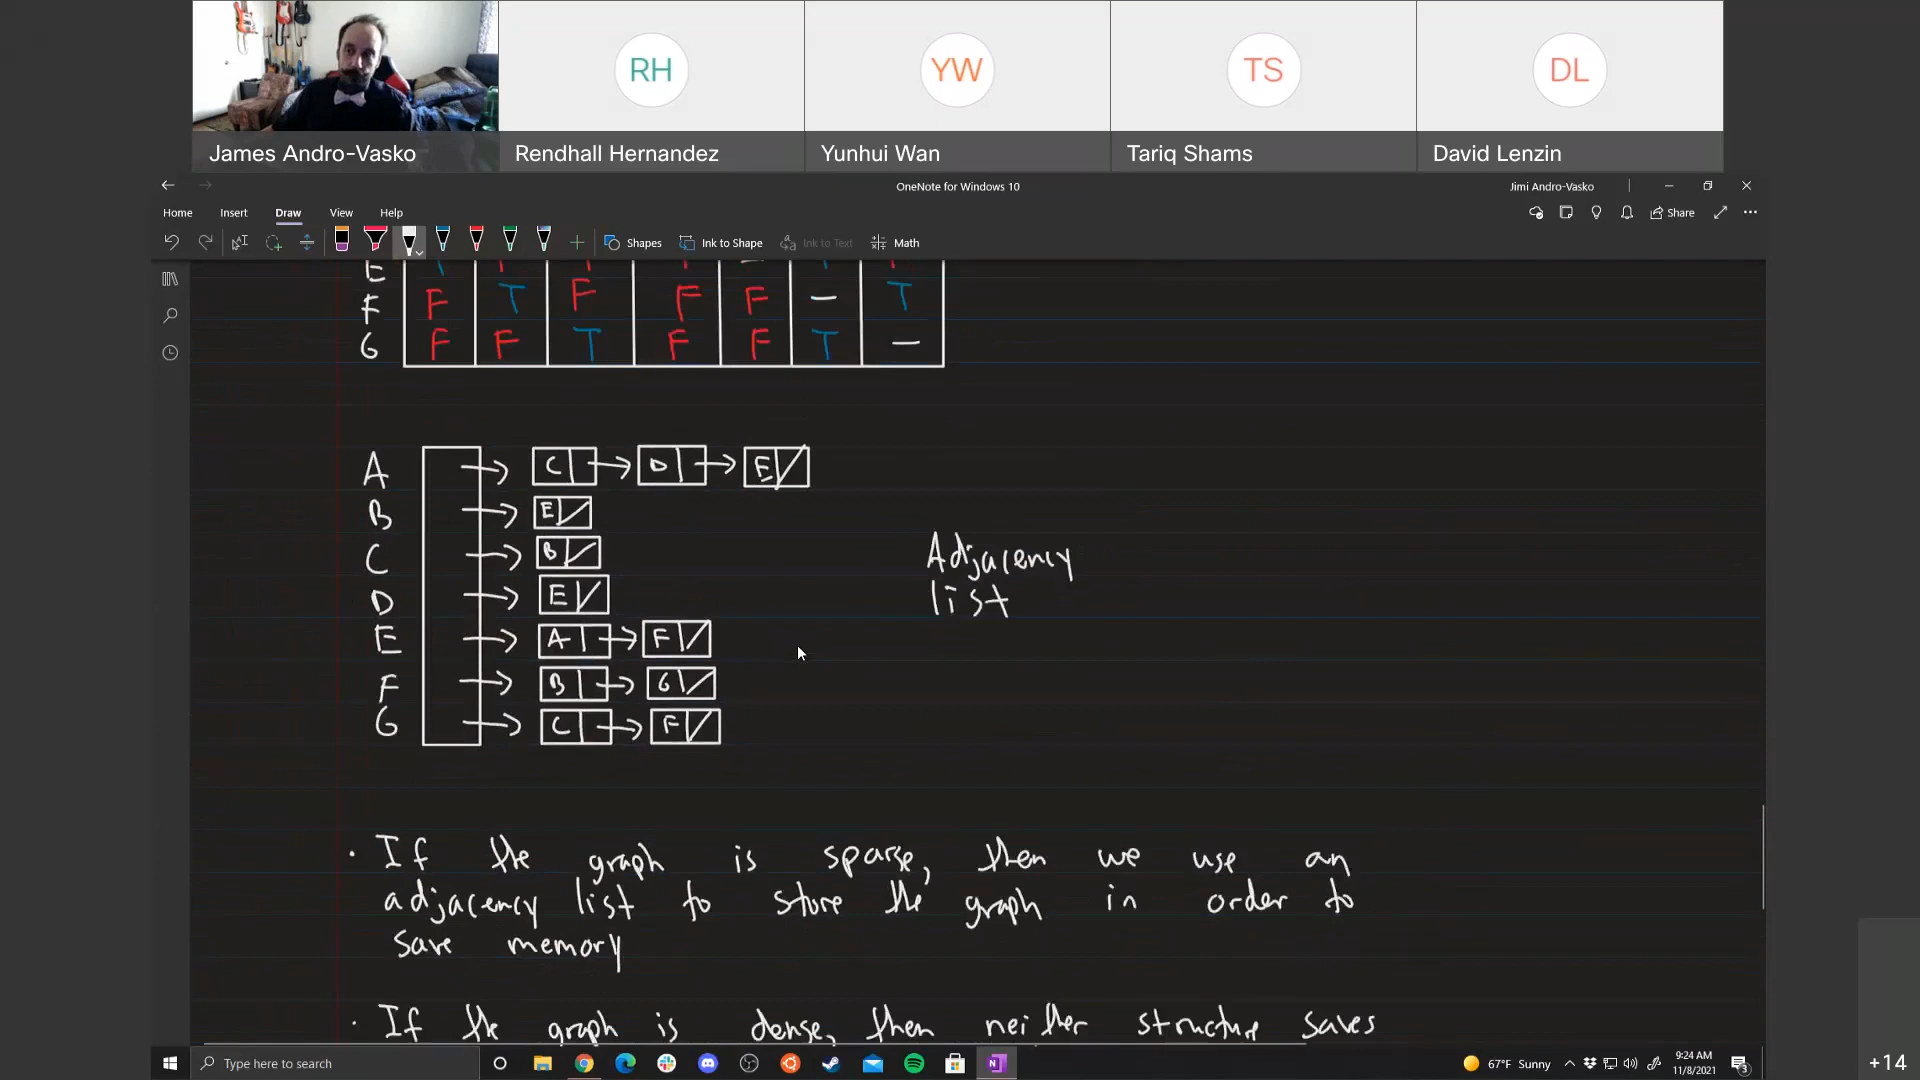 RH
YW
TS
DL
James Andro-Vasko
Rendhall Hernandez
Yunhui Wan
Tariq Shams
David Lenzin
OneNote for Windows 10
Jimi Andro-Vasko
Home Insert Draw View Help
Share
Shapes
Ink to Shape
Ink to Text
Math
E
F F T F F F — T
G F F T F F T —
A C D E
B E
C B
D E
E A F
F B G
G C F
Adjacency
list
· If the graph is sparse, then we use an
adjacency list to store the graph in order to
save memory
· If the graph is dense, then neither structure saves
Type here to search
67°F Sunny
9:24 AM
11/8/2021
3
+14